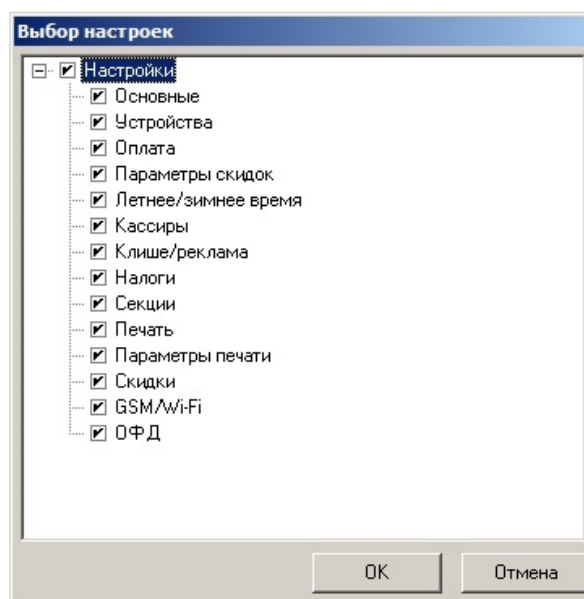 Выбор настроек
Настройки
Основные
Устройства
Оплата
Параметры скидок
Летнее/зимнее время
Кассиры
Клише/реклама
Налоги
Секции
Печать
Параметры печати
Скидки
GSM/Wi-Fi
ОФД
OK Отмена